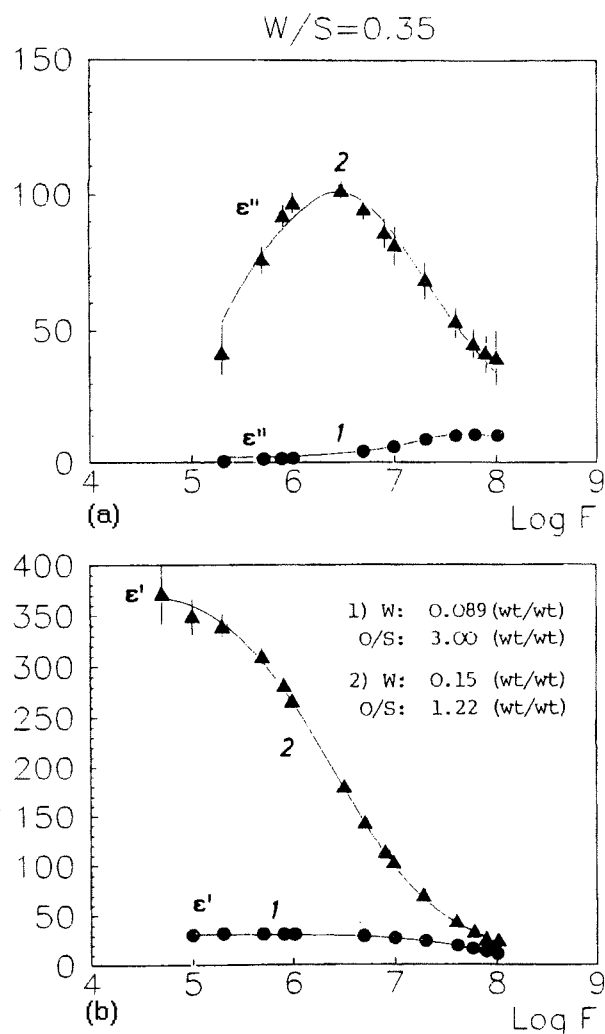 W/S=0.35
150
100
50
0
2
ε"
ε"
1
4 5 6 7 8 9
(a)
Log F
400
350
300
250
200
150
100
50
0
ε'
1) W: 0.089 (wt/wt)
O/S: 3.00 (wt/wt)
2) W: 0.15 (wt/wt)
O/S: 1.22 (wt/wt)
2
ε'
1
4 5 6 7 8 9
(b)
Log F